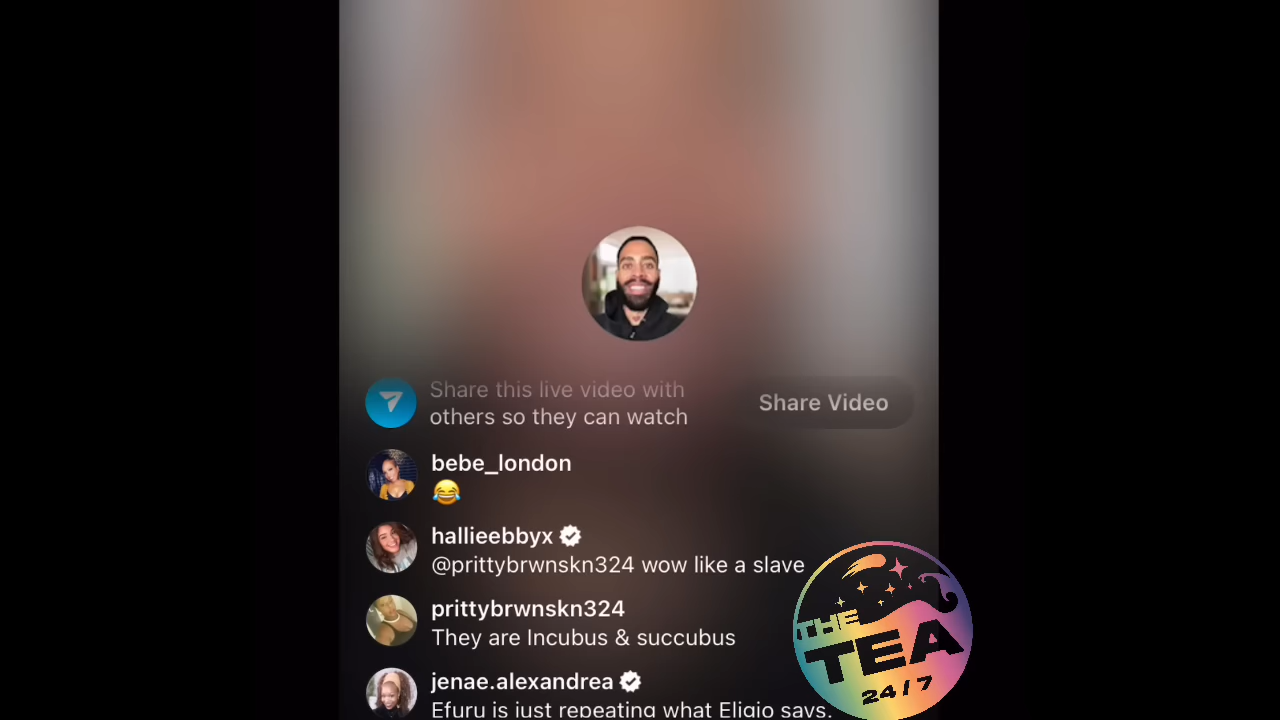 Share this live video with
others so they can watch
Share Video
bebe_london
😂
hallieebbyx
@prittybrwnskn324 wow like a slave
prittybrwnskn324
They are Incubus & succubus
jenae.alexandrea
Efuru is just repeating what Eligio says.
THE
TEA
24/7